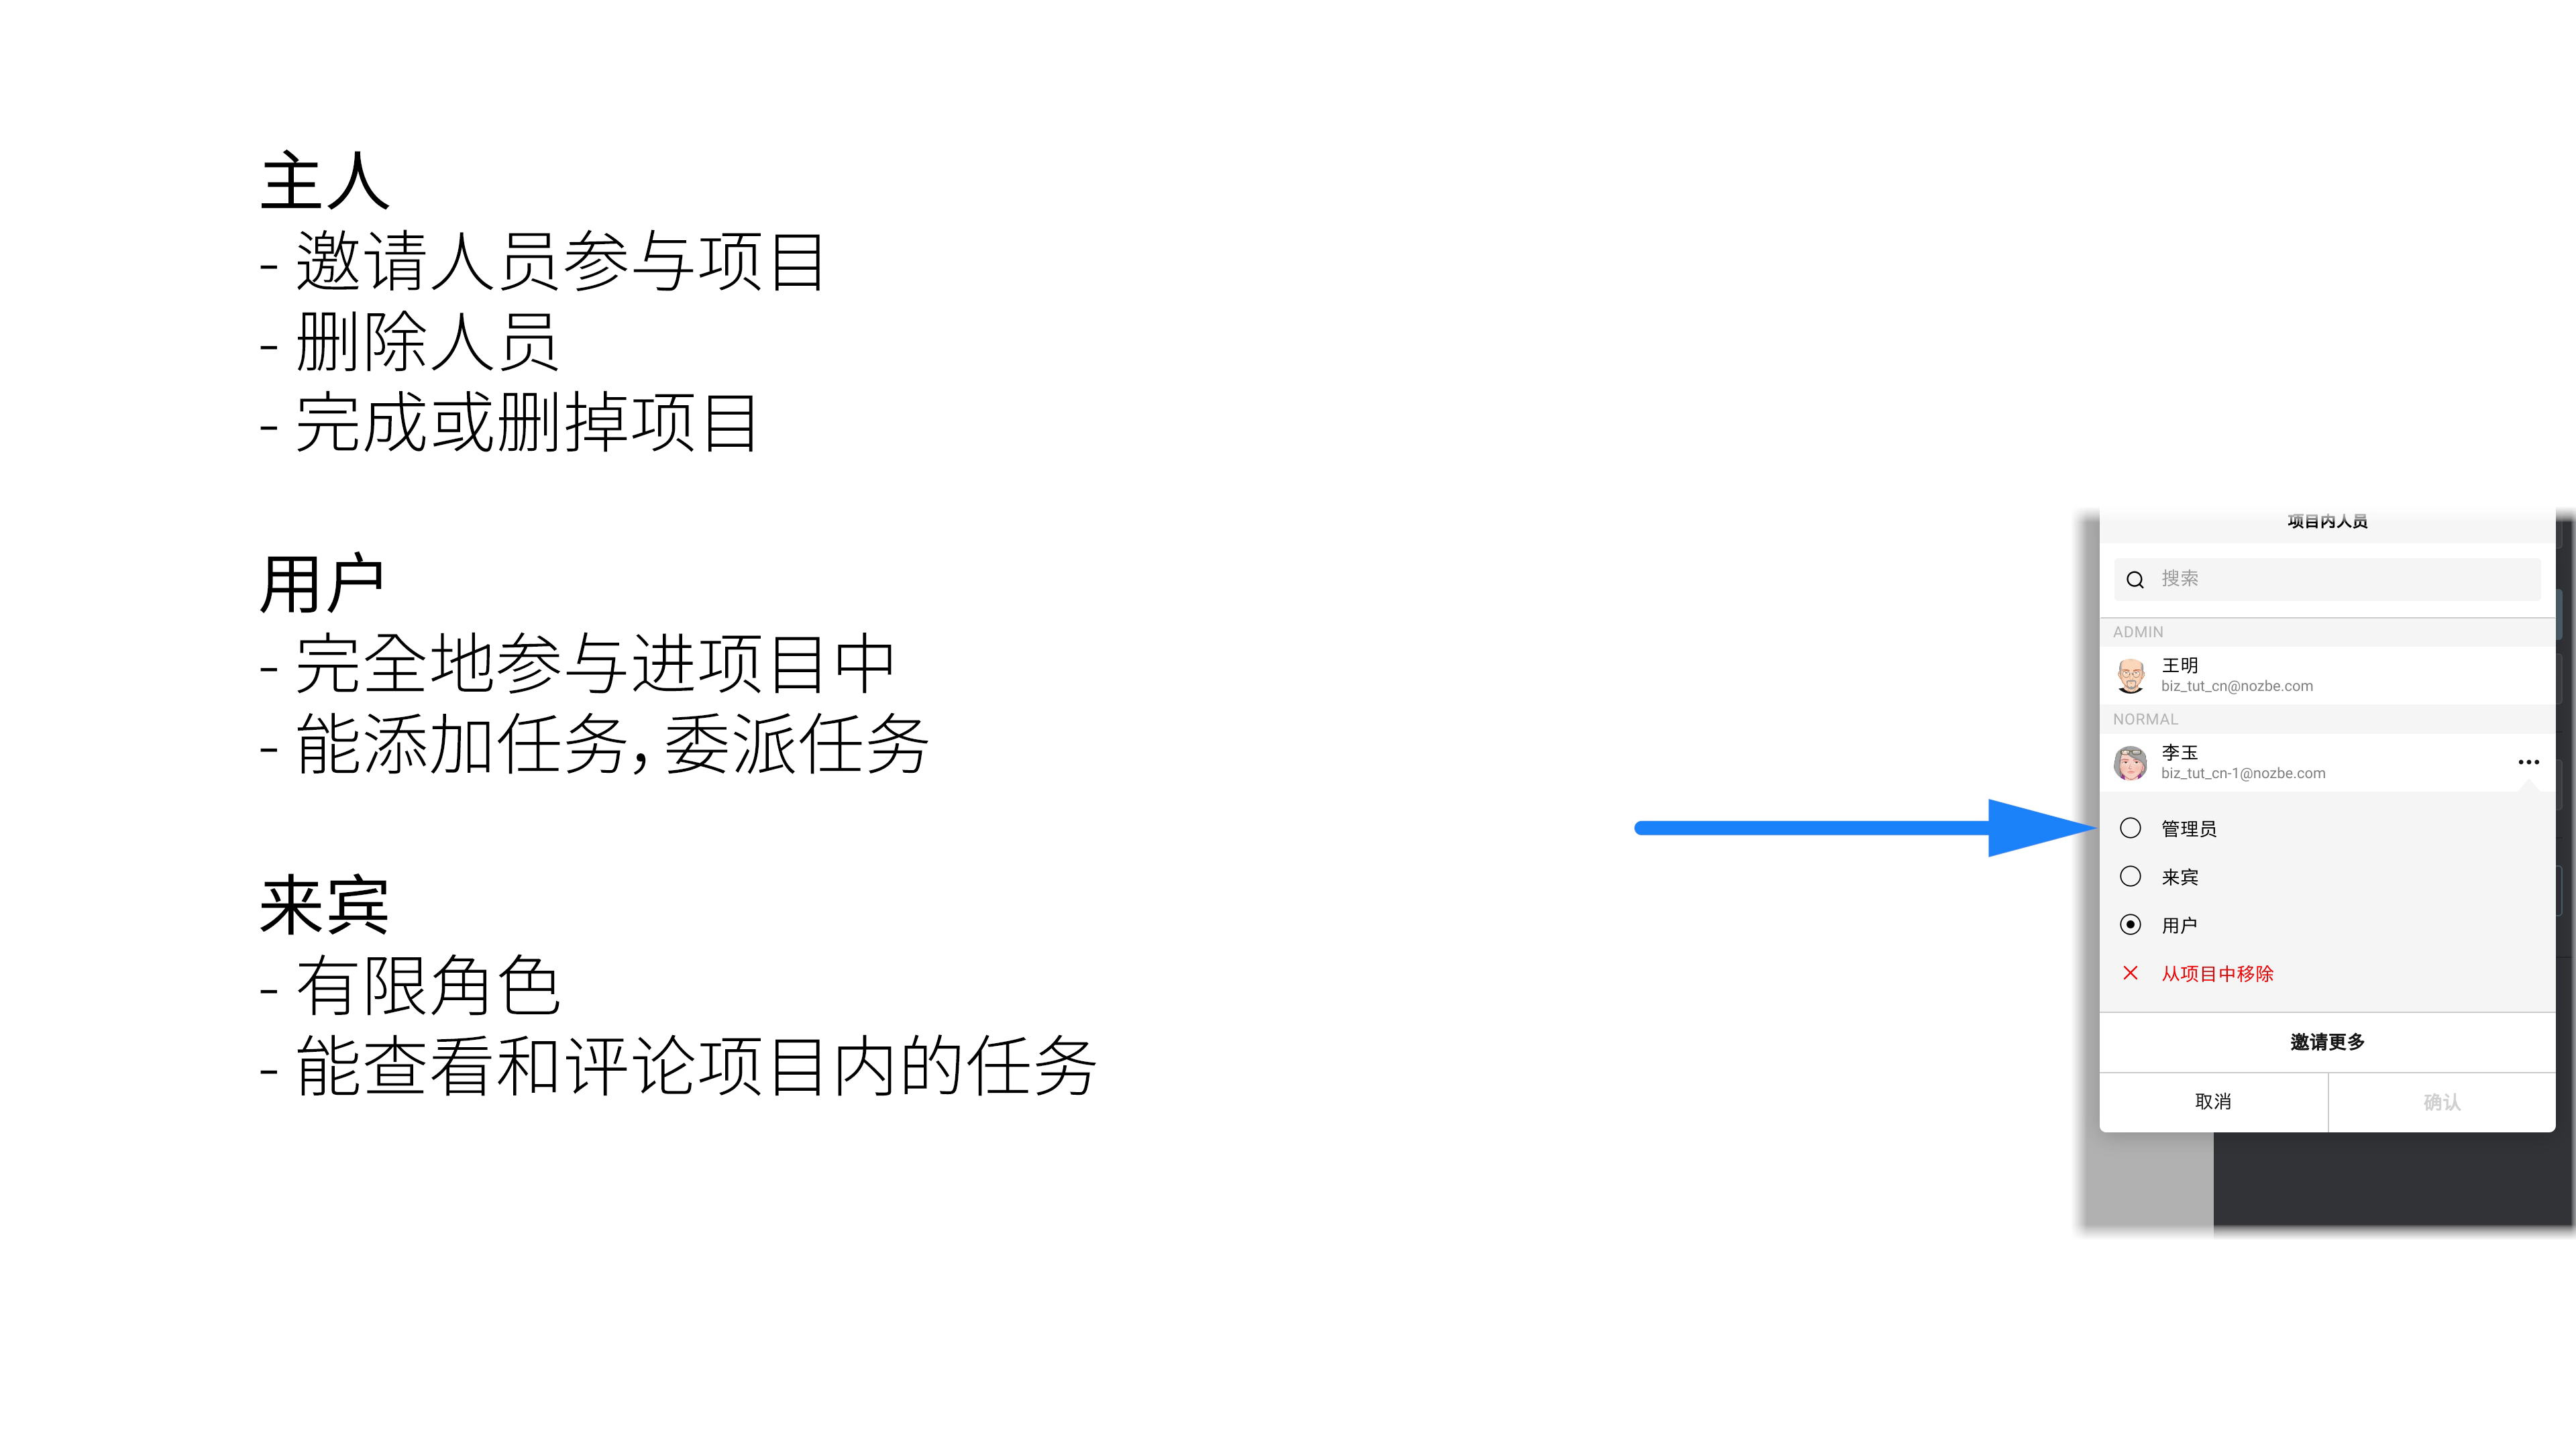 主人
- 邀请人员参与项目
- 删除人员
- 完成或删掉项目
用户
- 完全地参与进项目中
- 能添加任务，委派任务
来宾
- 有限角色
- 能查看和评论项目内的任务
项目内人员
搜索
ADMIN
王明
biz_tut_cn@nozbe.com
NORMAL
李玉
biz_tut_cn-1@nozbe.com
管理员
来宾
用户
从项目中移除
邀请更多
取消
确认